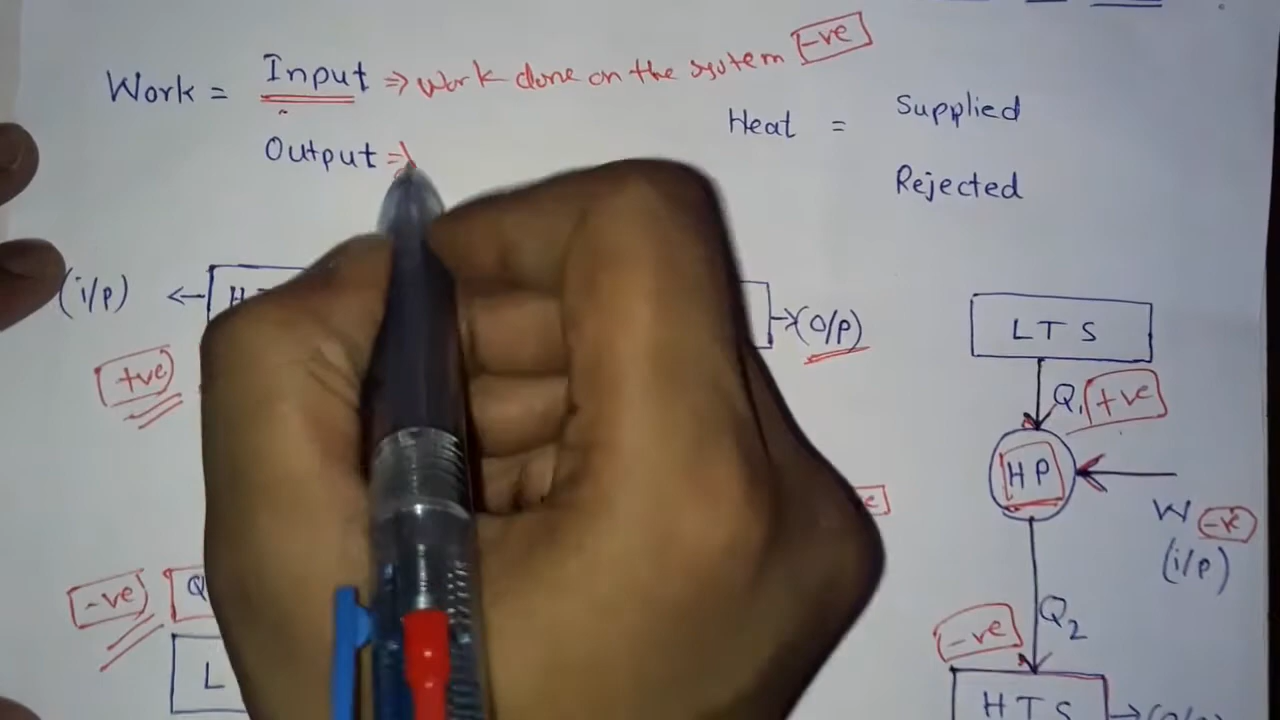 Work = Input => Work done on the system -ve
Output =>
Heat = Supplied
Rejected
(i/p) ← H
→(O/p)
+ve
LTS
Q1 +ve
HP
W -ve
(i/p)
-ve Q
L
Q2
-ve
HTS →